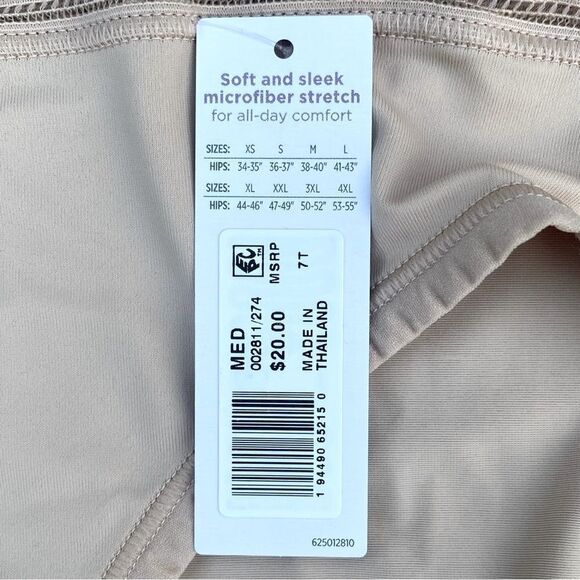 Soft and sleek
microfiber stretch
for all-day comfort
SIZES: XS S M L
HIPS: 34-35" 36-37" 38-40" 41-43"
SIZES: XL XXL 3XL 4XL
HIPS: 44-46" 47-49" 50-52" 53-55"
MED
002811/274
$20.00
MSRP
7T
MADE IN
THAILAND
1 94490 65215 0
625012810